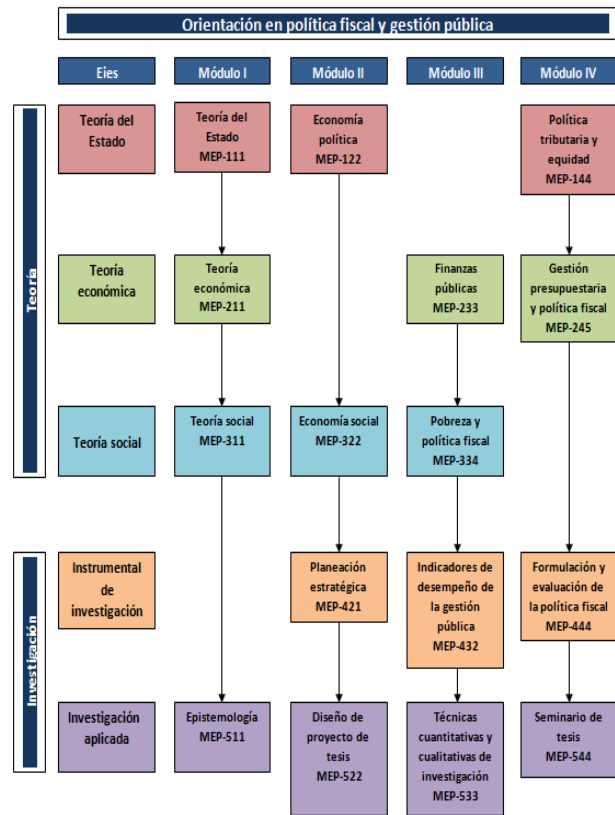 Orientación en política fiscal y gestión pública
Ejes
Módulo I
Módulo II
Módulo III
Módulo IV
Teoría
Teoría del
Estado
Teoría del
Estado
MEP-111
Economía
política
MEP-122
Política
tributaria y
equidad
MEP-144
Teoría
económica
Teoría
económica
MEP-211
Finanzas
públicas
MEP-233
Gestión
presupuestaria
y política fiscal
MEP-245
Teoría social
Teoría social
MEP-311
Economía social
MEP-322
Pobreza y
política fiscal
MEP-334
Investigación
Instrumental
de
investigación
Planeación
estratégica
MEP-421
Indicadores de
desempeño de
la gestión
pública
MEP-432
Formulación y
evaluación de
la política fiscal
MEP-444
Investigación
aplicada
Epistemología
MEP-511
Diseño de
proyecto de
tesis
MEP-522
Técnicas
cuantitativas y
cualitativas de
investigación
MEP-533
Seminario de
tesis
MEP-544